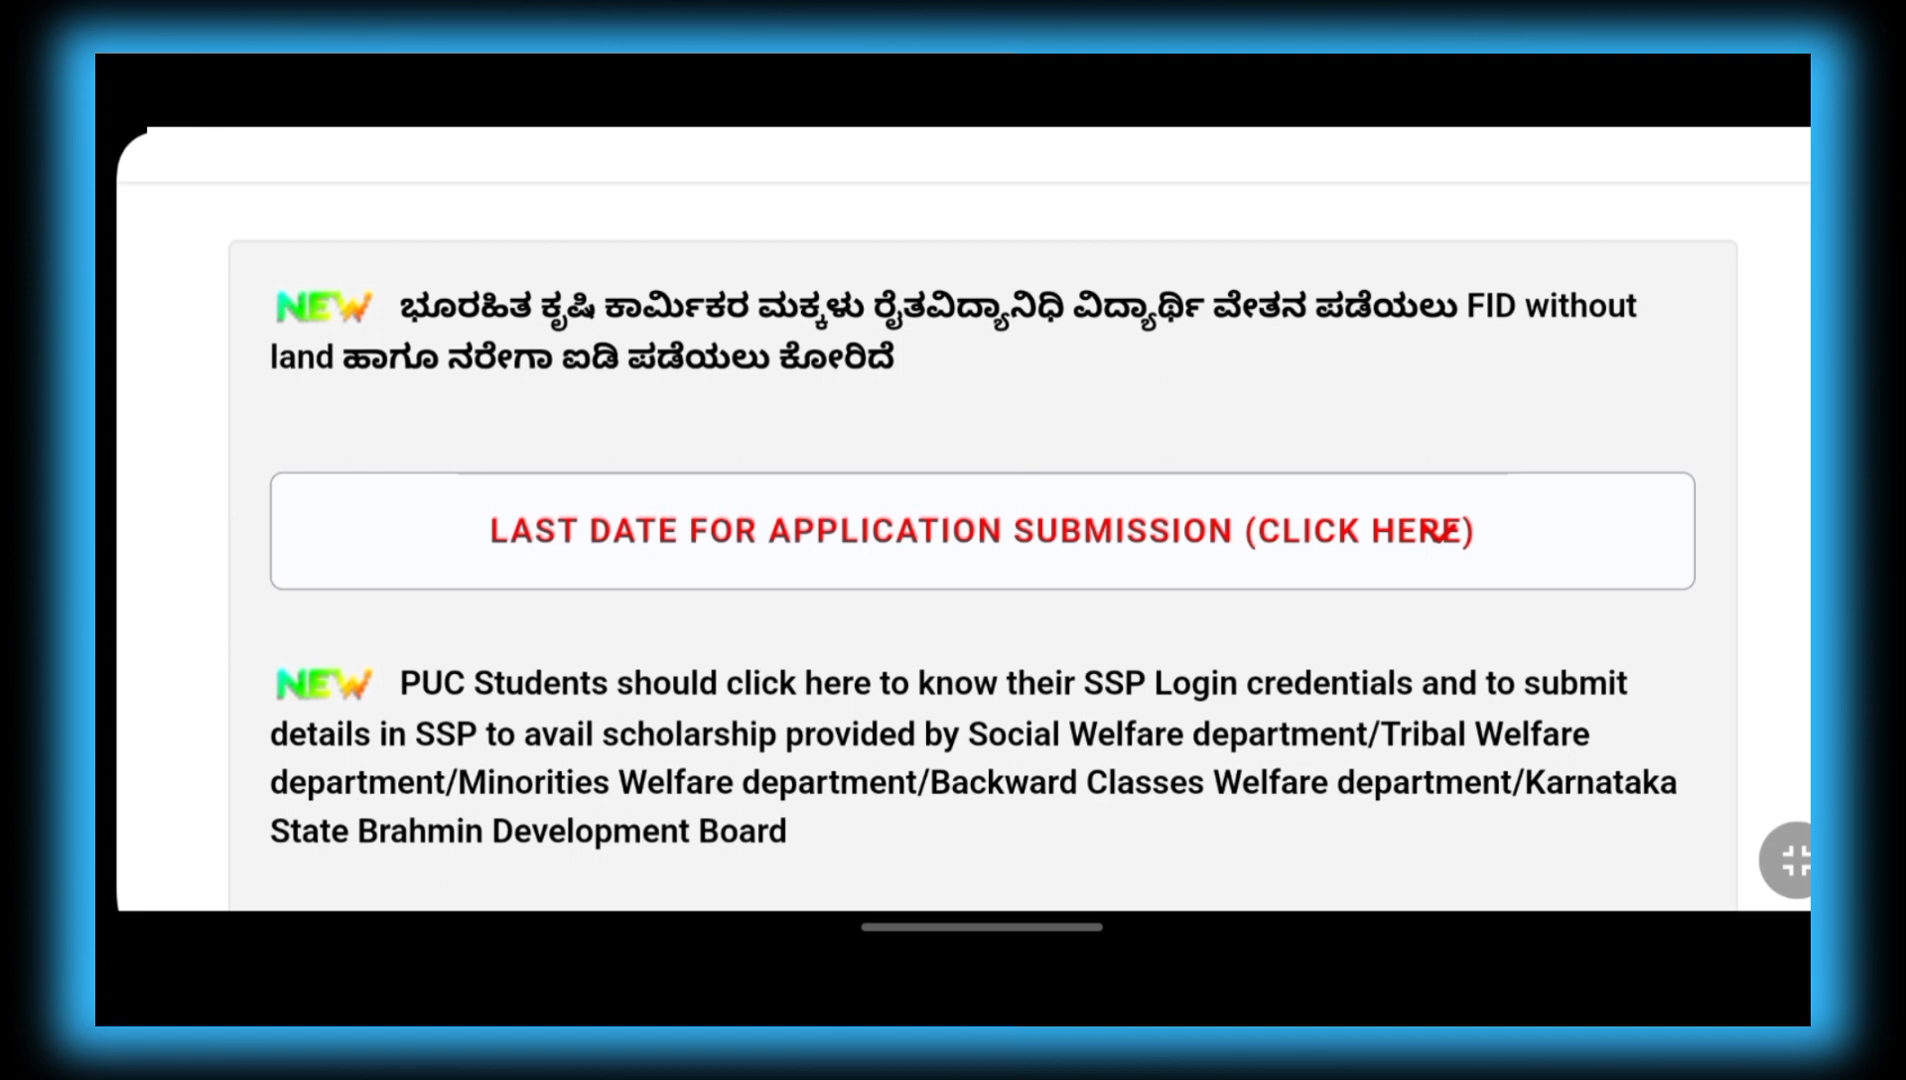 NEW ಭೂರಹಿತ ಕೃಷಿ ಕಾರ್ಮಿಕರ ಮಕ್ಕಳು ರೈತವಿದ್ಯಾನಿಧಿ ವಿದ್ಯಾರ್ಥಿ ವೇತನ ಪಡೆಯಲು FID without
land ಹಾಗೂ ನರೇಗಾ ಐಡಿ ಪಡೆಯಲು ಕೋರಿದೆ
LAST DATE FOR APPLICATION SUBMISSION (CLICK HERE)
NEW PUC Students should click here to know their SSP Login credentials and to submit
details in SSP to avail scholarship provided by Social Welfare department/Tribal Welfare
department/Minorities Welfare department/Backward Classes Welfare department/Karnataka
State Brahmin Development Board